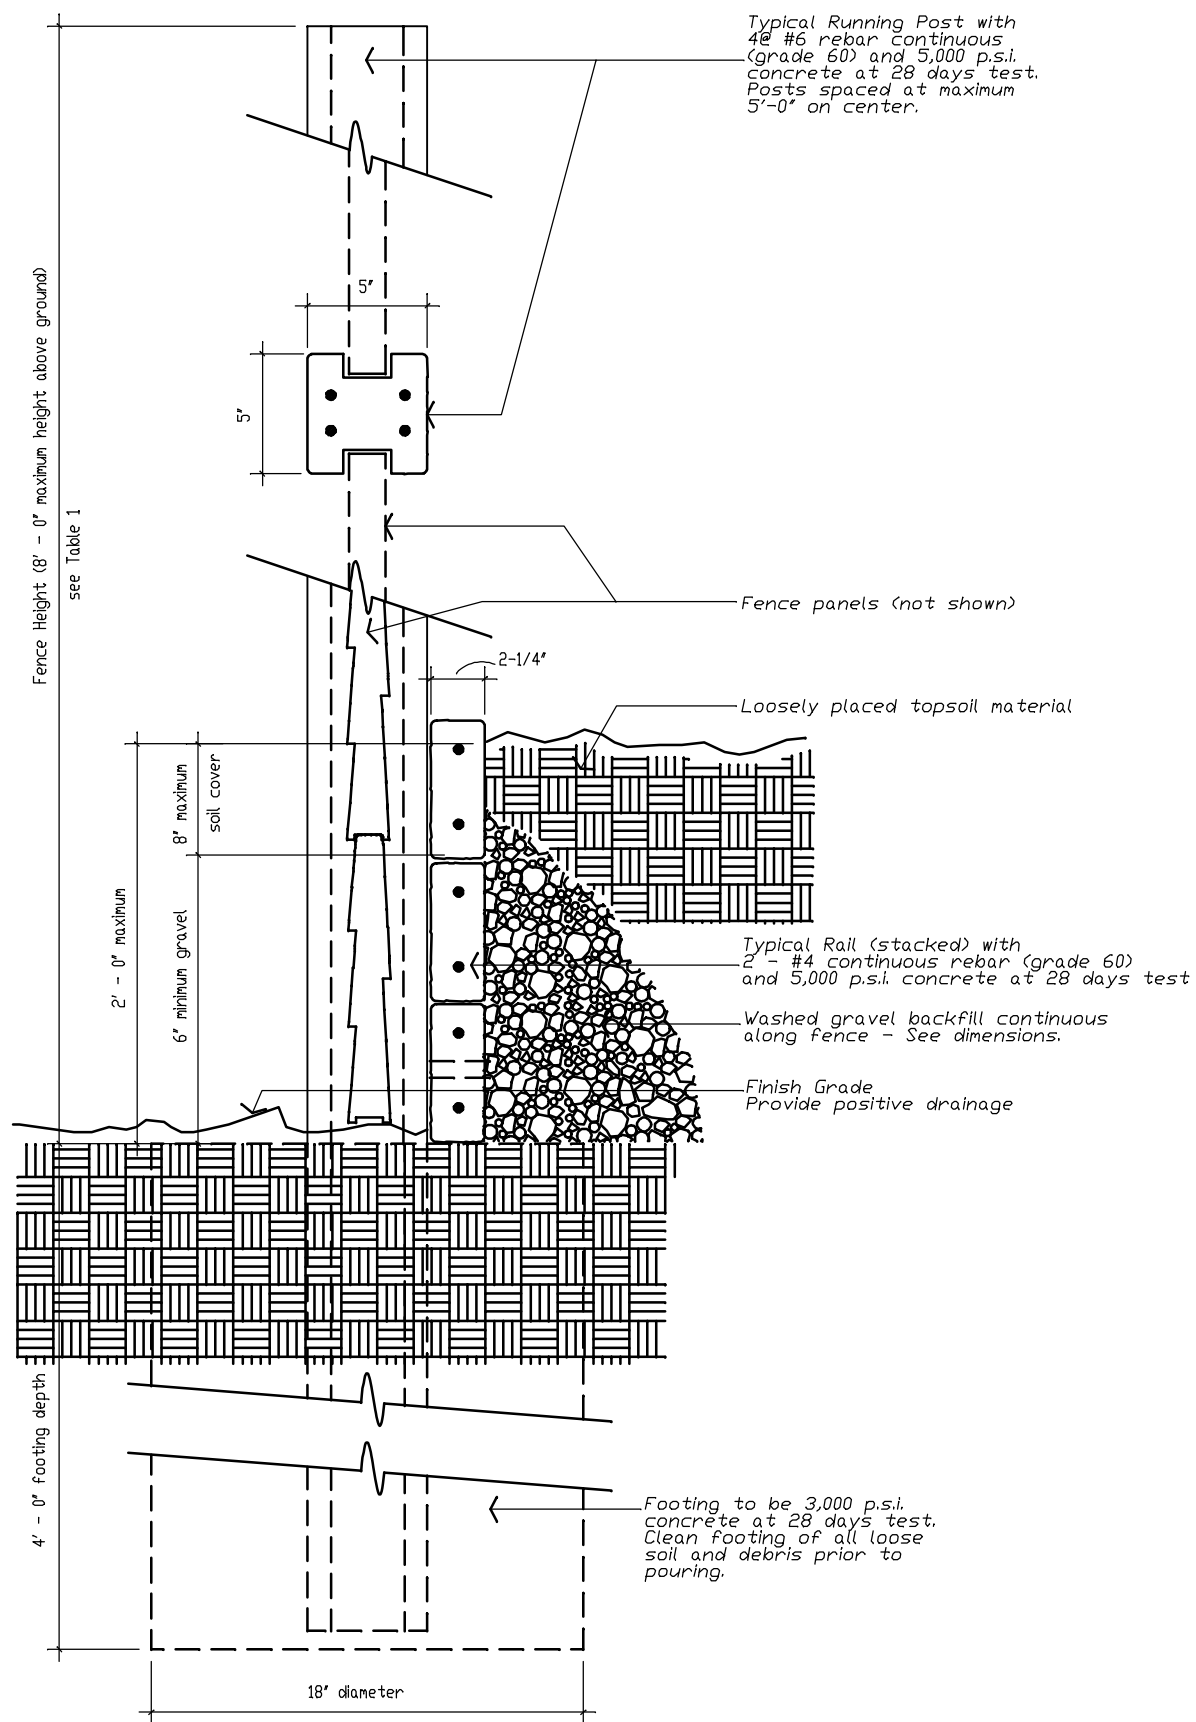 Typical Running Post with
4@ #6 rebar continuous
(grade 60) and 5,000 p.s.i.
concrete at 28 days test.
Posts spaced at maximum
5'-0" on center.
5"
5"
Fence Height (8' - 0" maximum height above ground)
see Table 1
Fence panels (not shown)
2-1/4"
Loosely placed topsoil material
8" maximum
soil cover
2' - 0" maximum
6" minimum gravel
Typical Rail (stacked) with
2 - #4 continuous rebar (grade 60)
and 5,000 p.s.i. concrete at 28 days test
Washed gravel backfill continuous
along fence - See dimensions.
Finish Grade
Provide positive drainage
4' - 0" footing depth
Footing to be 3,000 p.s.i.
concrete at 28 days test.
Clean footing of all loose
soil and debris prior to
pouring.
18" diameter